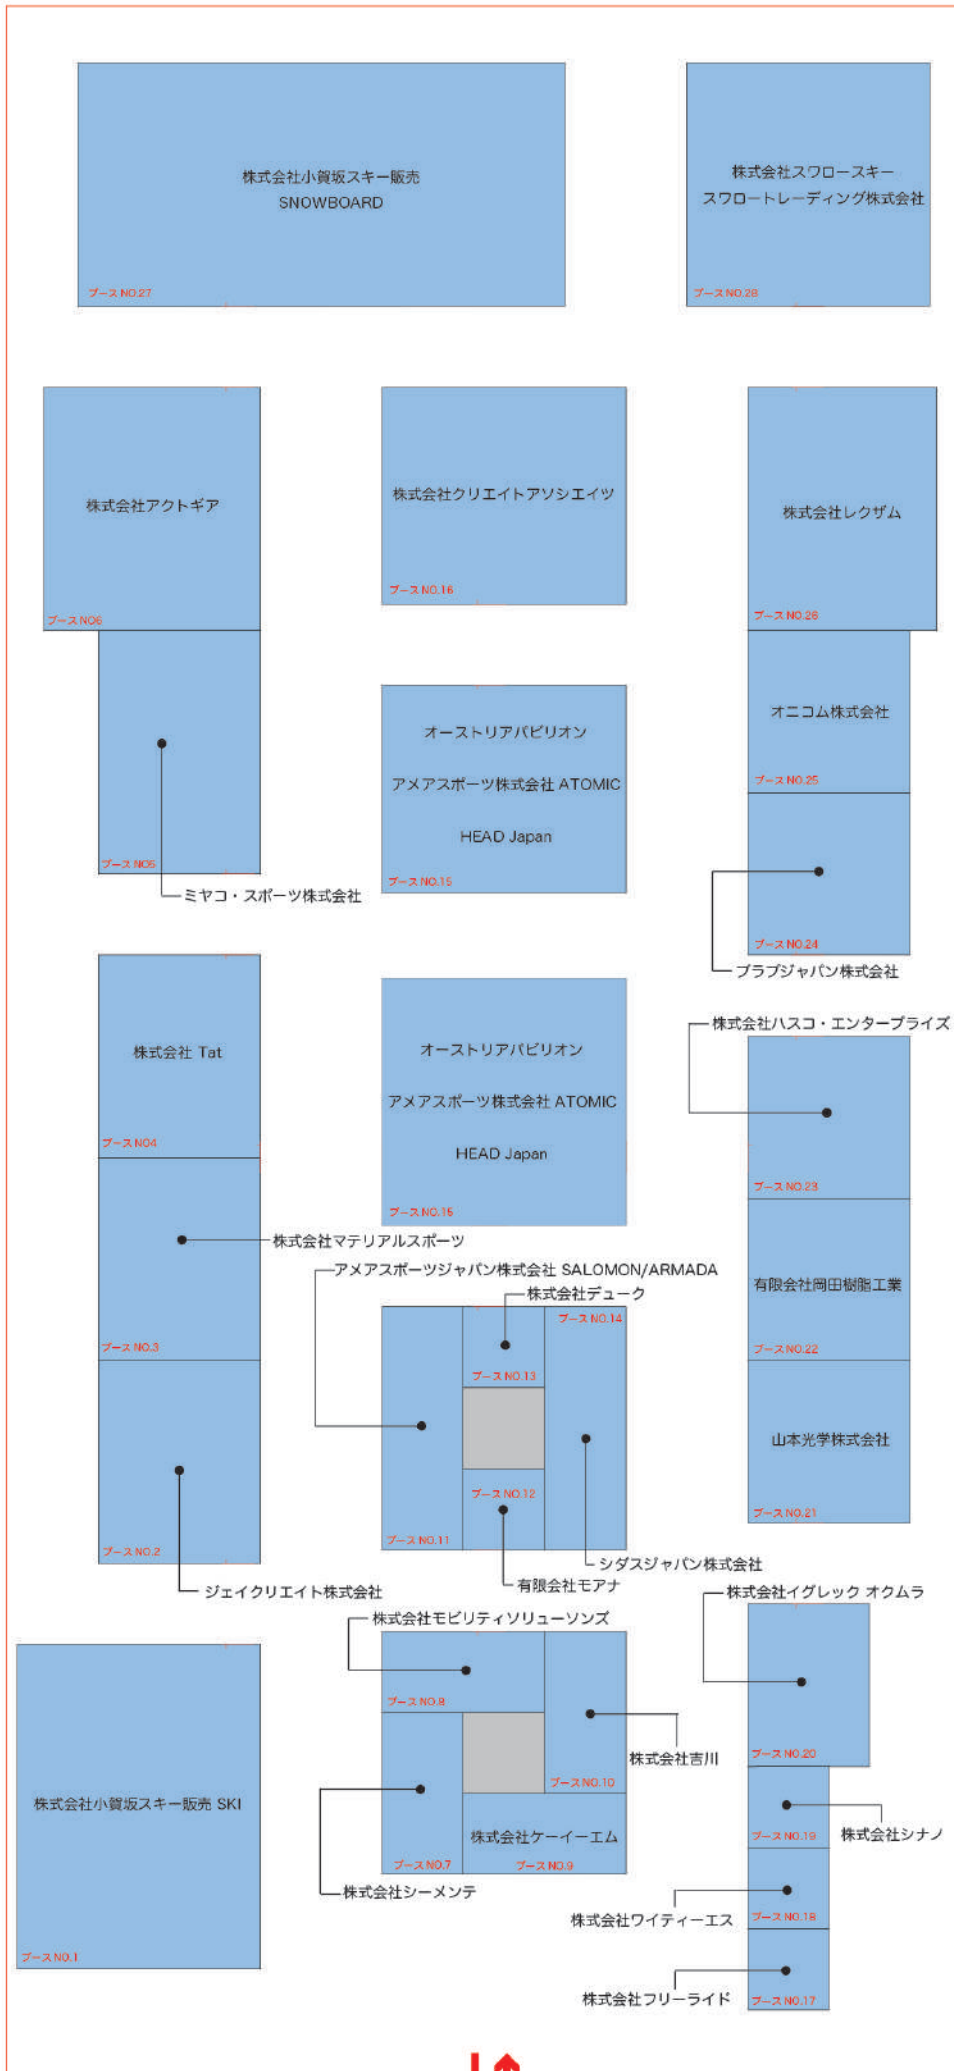 株式会社小賀坂スキー販売
SNOWBOARD
ブース NO.27
株式会社スワロースキー
スワロートレーディング株式会社
ブース NO.28
株式会社アクトギア
ブース NO6
株式会社クリエイトアソシエイツ
ブース NO.16
株式会社レクザム
ブース NO.26
ブース NO5
ミヤコ・スポーツ株式会社
オーストリアパビリオン
アメアスポーツ株式会社 ATOMIC
HEAD Japan
ブース NO.15
オニコム株式会社
ブース NO.25
ブース NO.24
ブラブジャパン株式会社
株式会社 Tat
ブース NO4
オーストリアパビリオン
アメアスポーツ株式会社 ATOMIC
HEAD Japan
ブース NO.15
株式会社ハスコ・エンタープライズ
ブース NO.23
株式会社マテリアルスポーツ
ブース NO.3
アメアスポーツジャパン株式会社 SALOMON/ARMADA
株式会社デューク
ブース NO.14
ブース NO.13
ブース NO.12
ブース NO.11
有限会社岡田樹脂工業
ブース NO.22
山本光学株式会社
ブース NO.21
ブース NO.2
ジェイクリエイト株式会社
有限会社モアナ
シダスジャパン株式会社
株式会社モビリティソリューソンズ
ブース NO.8
株式会社イグレック オクムラ
ブース NO.20
株式会社吉川
ブース NO.10
株式会社小賀坂スキー販売 SKI
ブース NO.1
株式会社ケーイーエム
ブース NO.7
ブース NO.9
株式会社シーメンテ
ブース NO.19
株式会社シナノ
株式会社ワイティーエス
ブース NO.18
株式会社フリーライド
ブース NO.17